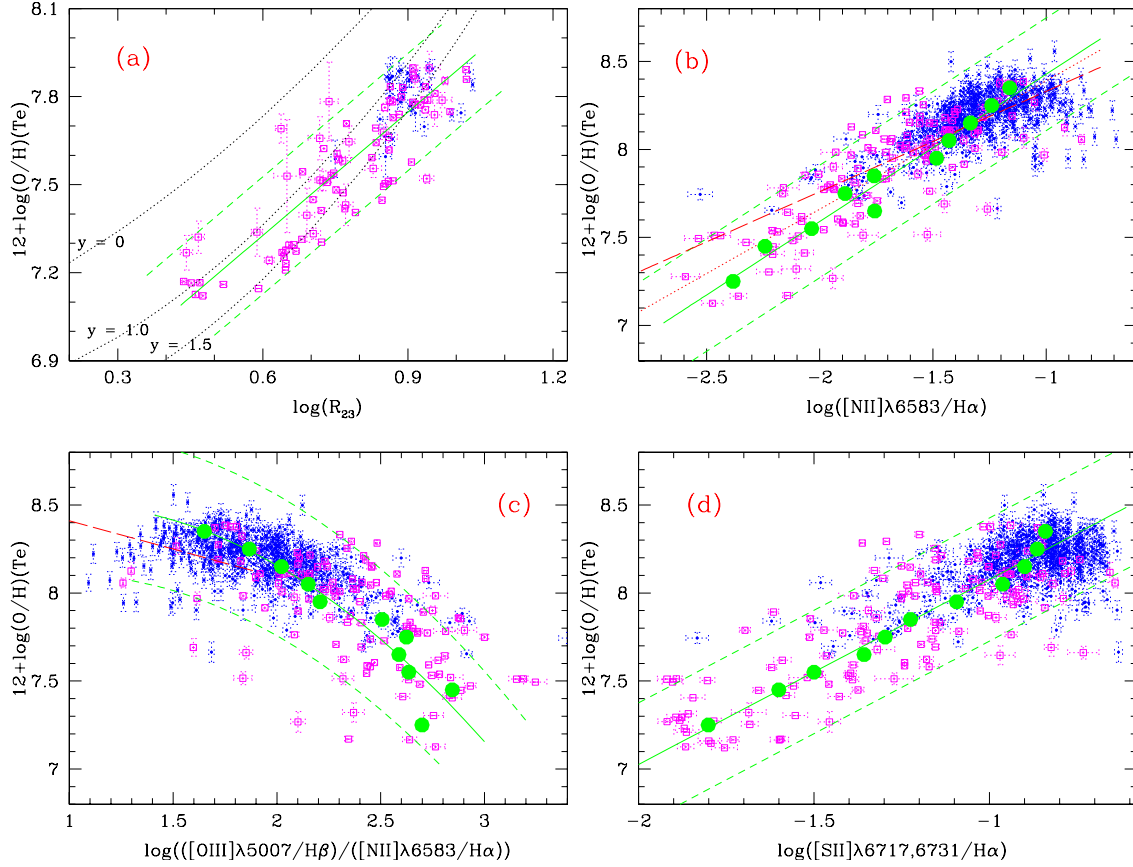 (a)
8.1
7.8
7.5
7.2
6.9
12+log(O/H)(Te)
y = 0
y = 1.0
y = 1.5
0.3 0.6 0.9 1.2
log(R23)
(b)
8.5
8
7.5
7
12+log(O/H)(Te)
−2.5 −2 −1.5 −1
log([NII]λ6583/Hα)
(c)
8.5
8
7.5
7
12+log(O/H)(Te)
1 1.5 2 2.5 3
log(([OIII]λ5007/Hβ)/([NII]λ6583/Hα))
(d)
8.5
8
7.5
7
12+log(O/H)(Te)
−2 −1.5 −1
log([SII]λ6717,6731/Hα)